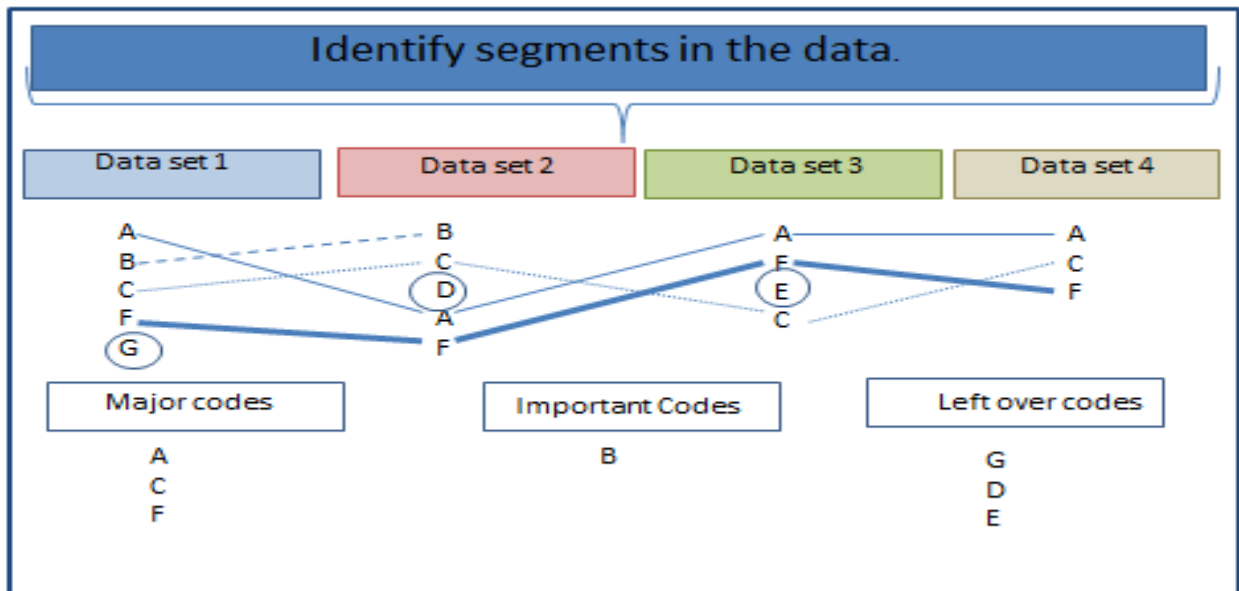 Identify segments in the data.
Data set 1
Data set 2
Data set 3
Data set 4
A
B
C
F
G
B
C
D
A
F
A
F
E
C
A
C
F
Major codes
A
C
F
Important Codes
B
Left over codes
G
D
E